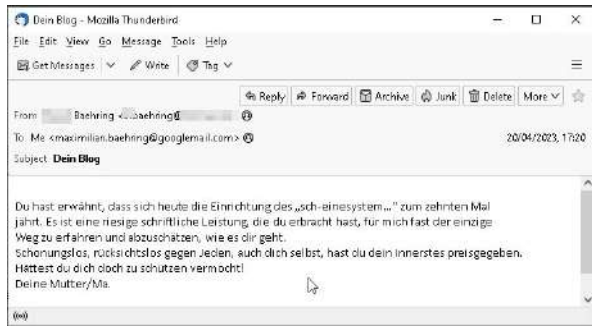 Dein Blog - Mozilla Thunderbird
File Edit View Go Message Tools Help
Get Messages Write Tag
Reply Forward Archive Junk Delete More
From Baehring
To Me <maximilian.baehring@googlemail.com> 20/04/2023, 17:20
Subject Dein Blog
Du hast erwähnt, dass sich heute die Einrichtung des „sch-einesystem..." zum zehnten Mal
jährt. Es ist eine riesige schriftliche Leistung, die du erbracht hast, für mich fast der einzige
Weg zu erfahren und abzuschätzen, wie es dir geht.
Schonungslos, rücksichtslos gegen Jeden, auch dich selbst, hast du dein Innerstes preisgegeben.
Hättest du dich doch zu schützen vermocht!
Deine Mutter/Ma.